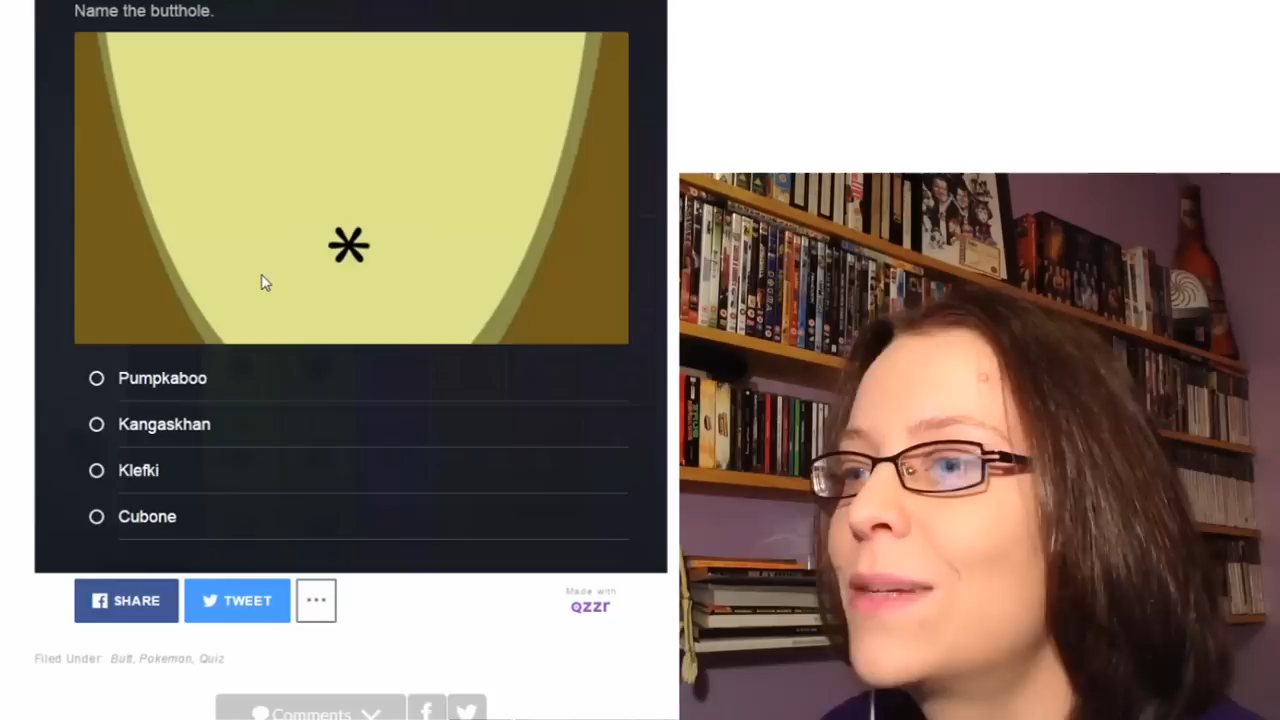 Name the butthole.
Pumpkaboo
Kangaskhan
Klefki
Cubone
SHARE
TWEET
Made with
QZZR
Filed Under: Butt, Pokemon, Quiz
Comments